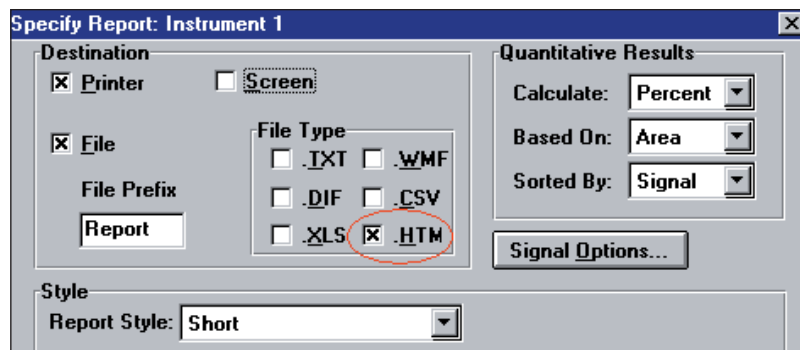 Specify Report: Instrument 1
Destination
Printer
Screen
File
File Prefix
Report
File Type
.TXT
.WMF
.DIF
.CSV
.XLS
.HTM
Quantitative Results
Calculate: Percent
Based On: Area
Sorted By: Signal
Signal Options...
Style
Report Style: Short